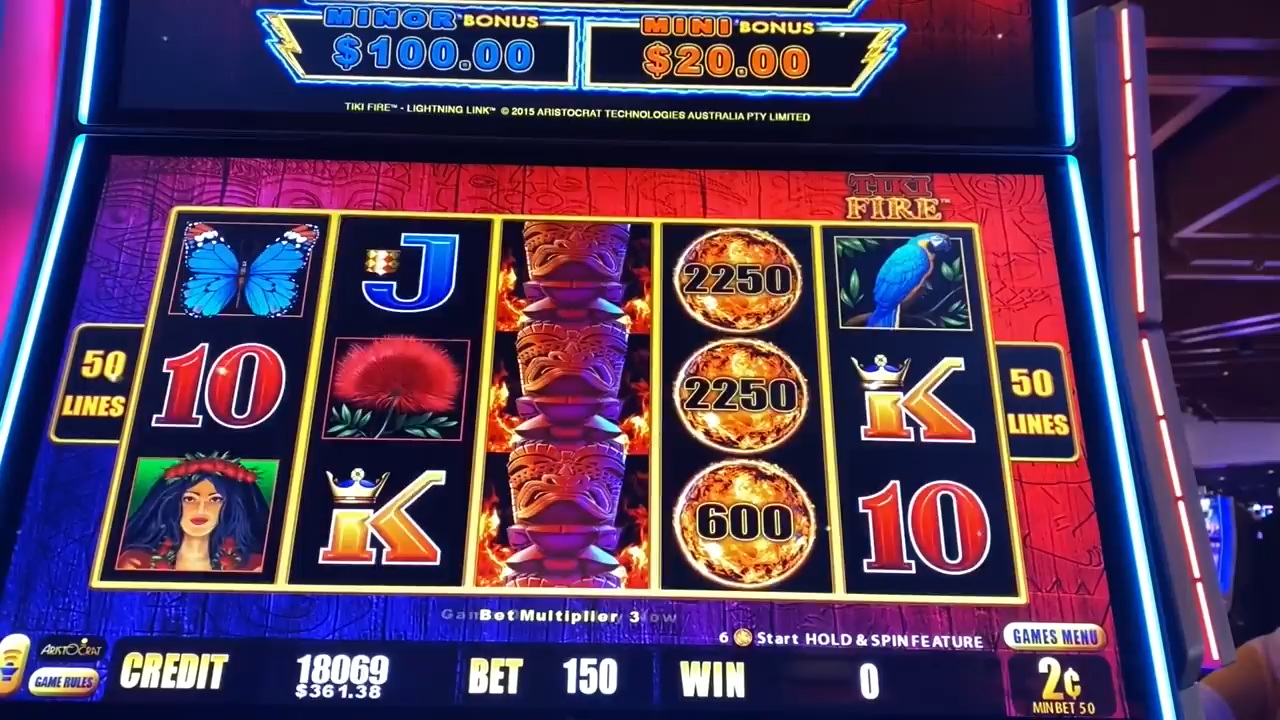 MINOR BONUS
$100.00
MINI BONUS
$20.00
TIKI FIRE™ - LIGHTNING LINK™ © 2015 ARISTOCRAT TECHNOLOGIES AUSTRALIA PTY LIMITED
TIKI
FIRE™
50
LINES
J
2250
10
2250
K
50
LINES
K
600
10
Bet Multiplier 3
6 Start HOLD & SPIN FEATURE
GAMES MENU
ARISTOCRAT
GAME RULES
CREDIT
18069
$361.38
BET 150
WIN 0
2¢
MIN BET 50